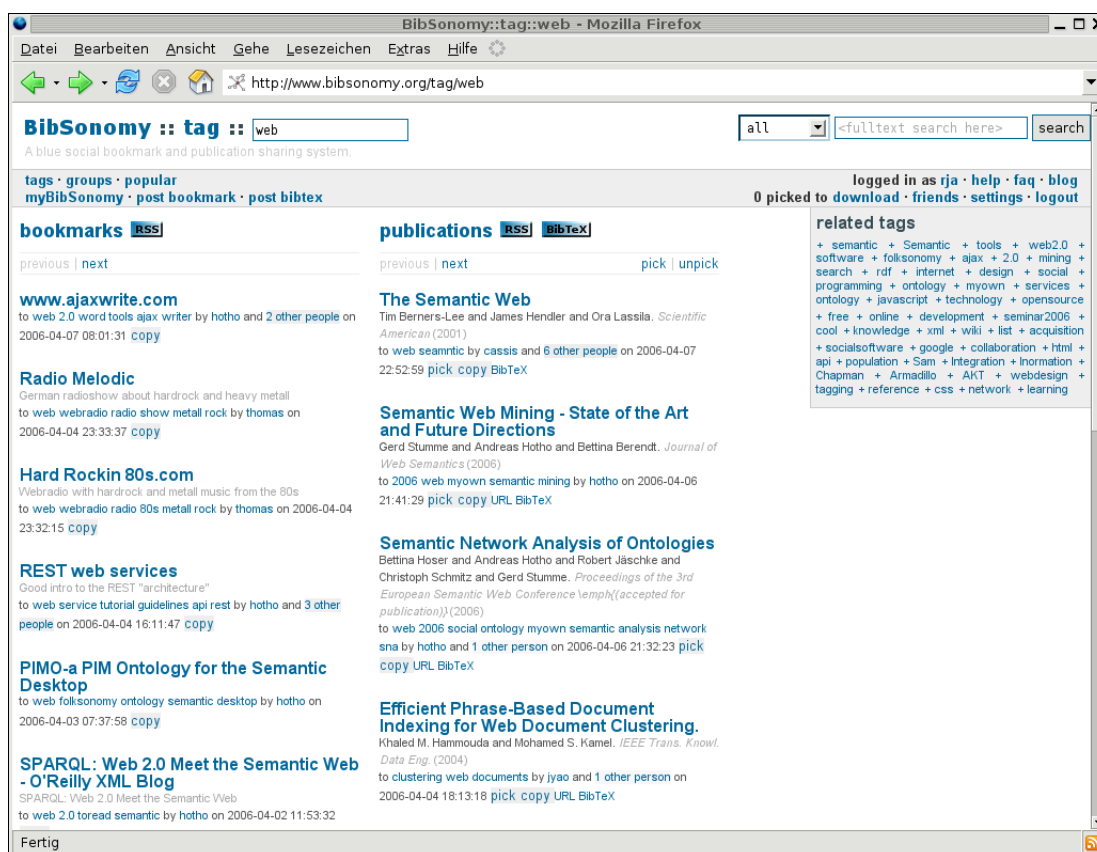 BibSonomy::tag::web - Mozilla Firefox
Datei Bearbeiten Ansicht Gehe Lesezeichen Extras Hilfe
http://www.bibsonomy.org/tag/web
BibSonomy :: tag :: web
all <fulltext search here> search
A blue social bookmark and publication sharing system.
tags · groups · popular
myBibSonomy · post bookmark · post bibtex
logged in as rja · help · faq · blog
0 picked to download · friends · settings · logout
bookmarks RSS
previous | next
www.ajaxwrite.com
to web 2.0 word tools ajax writer by hotho and 2 other people on
2006-04-07 08:01:31 copy
Radio Melodic
German radioshow about hardrock and heavy metall
to web webradio radio show metall rock by thomas on
2006-04-04 23:33:37 copy
Hard Rockin 80s.com
Webradio with hardrock and metall music from the 80s
to web webradio radio 80s metall rock by thomas on 2006-04-04
23:32:15 copy
REST web services
Good intro to the REST "architecture"
to web service tutorial guidelines api rest by hotho and 3 other
people on 2006-04-04 16:11:47 copy
PIMO-a PIM Ontology for the Semantic
Desktop
to web folksonomy ontology semantic desktop by hotho on
2006-04-03 07:37:58 copy
SPARQL: Web 2.0 Meet the Semantic Web
- O'Reilly XML Blog
SPARQL: Web 2.0 Meet the Semantic Web
to web 2.0 toread semantic by hotho on 2006-04-02 11:53:32
publications RSS BibTeX
previous | next pick | unpick
The Semantic Web
Tim Berners-Lee and James Hendler and Ora Lassila. Scientific
American (2001)
to web seamntic by cassis and 6 other people on 2006-04-07
22:52:59 pick copy BibTeX
Semantic Web Mining - State of the Art
and Future Directions
Gerd Stumme and Andreas Hotho and Bettina Berendt. Journal of
Web Semantics (2006)
to 2006 web myown semantic mining by hotho on 2006-04-06
21:41:29 pick copy URL BibTeX
Semantic Network Analysis of Ontologies
Bettina Hoser and Andreas Hotho and Robert Jäschke and
Christoph Schmitz and Gerd Stumme. Proceedings of the 3rd
European Semantic Web Conference \emph{(accepted for
publication)} (2006)
to web 2006 social ontology myown semantic analysis network
sna by hotho and 1 other person on 2006-04-06 21:32:23 pick
copy URL BibTeX
Efficient Phrase-Based Document
Indexing for Web Document Clustering.
Khaled M. Hammouda and Mohamed S. Kamel. IEEE Trans. Knowl.
Data Eng. (2004)
to clustering web documents by jyao and 1 other person on
2006-04-04 18:13:18 pick copy URL BibTeX
related tags
+ semantic + Semantic + tools + web2.0 +
software + folksonomy + ajax + 2.0 + mining +
search + rdf + internet + design + social +
programming + ontology + myown + services +
ontology + javascript + technology + opensource
+ free + online + development + seminar2006 +
cool + knowledge + xml + wiki + list + acquisition
+ socialsoftware + google + collaboration + html +
api + population + Sam + Integration + Inormation +
Chapman + Armadillo + AKT + webdesign +
tagging + reference + css + network + learning
Fertig